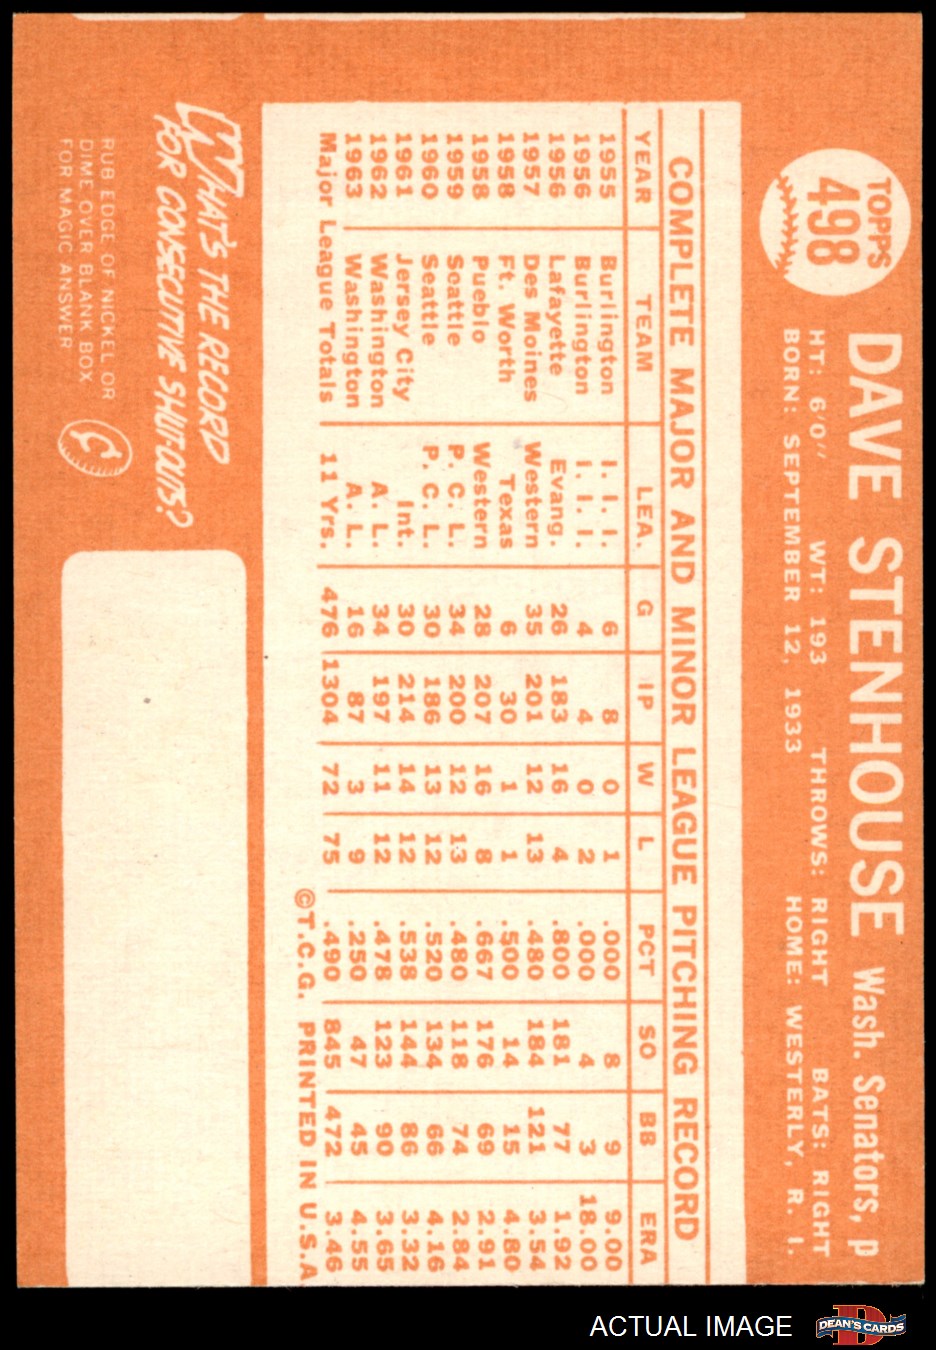 TOPPS
498
DAVE STENHOUSE Wash. Senators, p
HT: 6'0" WT: 193 THROWS: RIGHT BATS: RIGHT
BORN: SEPTEMBER 12, 1933 HOME: WESTERLY, R. I.
COMPLETE MAJOR AND MINOR LEAGUE PITCHING RECORD
YEAR TEAM LEA. G IP W L PCT SO BB ERA
1955 Burlington I. I. I. 6 8 0 1 .000 8 9 9.00
1956 Burlington I. I. I. 4 4 0 2 .000 4 3 18.00
1956 Lafayette Evang. 26 183 16 4 .800 181 77 1.92
1957 Des Moines Western 35 201 12 13 .480 184 121 3.54
1958 Ft. Worth Texas 6 30 1 1 .500 14 15 4.80
1958 Pueblo Western 28 207 16 8 .667 176 69 2.91
1959 Seattle P. C. L. 34 200 12 13 .480 118 74 2.84
1960 Seattle P. C. L. 30 186 13 12 .520 134 66 4.16
1961 Jersey City Int. 30 214 14 12 .538 144 86 3.32
1962 Washington A. L. 34 197 11 12 .478 123 90 3.65
1963 Washington A. L. 16 87 3 9 .250 47 45 4.55
Major League Totals 11 Yrs. 476 1304 72 75 .490 845 472 3.46
©T.C.G. PRINTED IN U.S.A
WHAT'S THE RECORD
FOR CONSECUTIVE SHUT-OUTS?
RUB EDGE OF NICKEL OR
DIME OVER BLANK BOX
FOR MAGIC ANSWER
ACTUAL IMAGE
DEAN'S CARDS